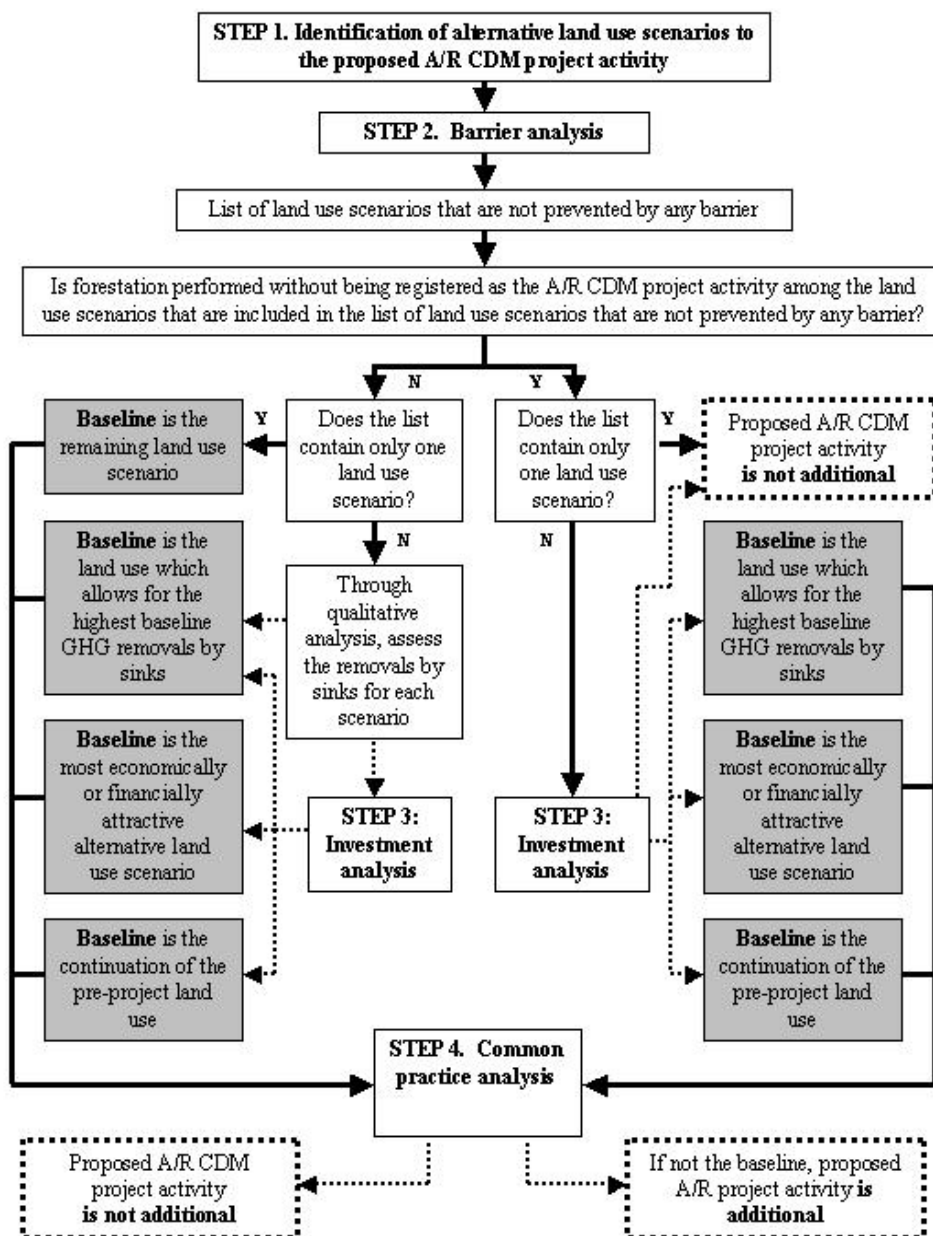 STEP 1. Identification of alternative land use scenarios to
the proposed A/R CDM project activity
STEP 2. Barrier analysis
List of land use scenarios that are not prevented by any barrier
Is forestation performed without being registered as the A/R CDM project activity among the land
use scenarios that are included in the list of land use scenarios that are not prevented by any barrier?
N
Y
Baseline is the
remaining land use
scenario
Y
Does the list
contain only one
land use
scenario?
Does the list
contain only
one land use
scenario?
Y
Proposed A/R CDM
project activity
is not additional
N
N
Baseline is the
land use which
allows for the
highest baseline
GHG removals by
sinks
Through
qualitative
analysis, assess
the removals by
sinks for each
scenario
Baseline is the
land use which
allows for the
highest baseline
GHG removals by
sinks
Baseline is the
most economically
or financially
attractive
alternative land
use scenario
STEP 3:
Investment
analysis
STEP 3:
Investment
analysis
Baseline is the
most economically
or financially
attractive
alternative land
use scenario
Baseline is the
continuation of the
pre-project land
use
Baseline is the
continuation of the
pre-project land
use
STEP 4. Common
practice analysis
Proposed A/R CDM
project activity
is not additional
If not the baseline, proposed
A/R project activity is
additional